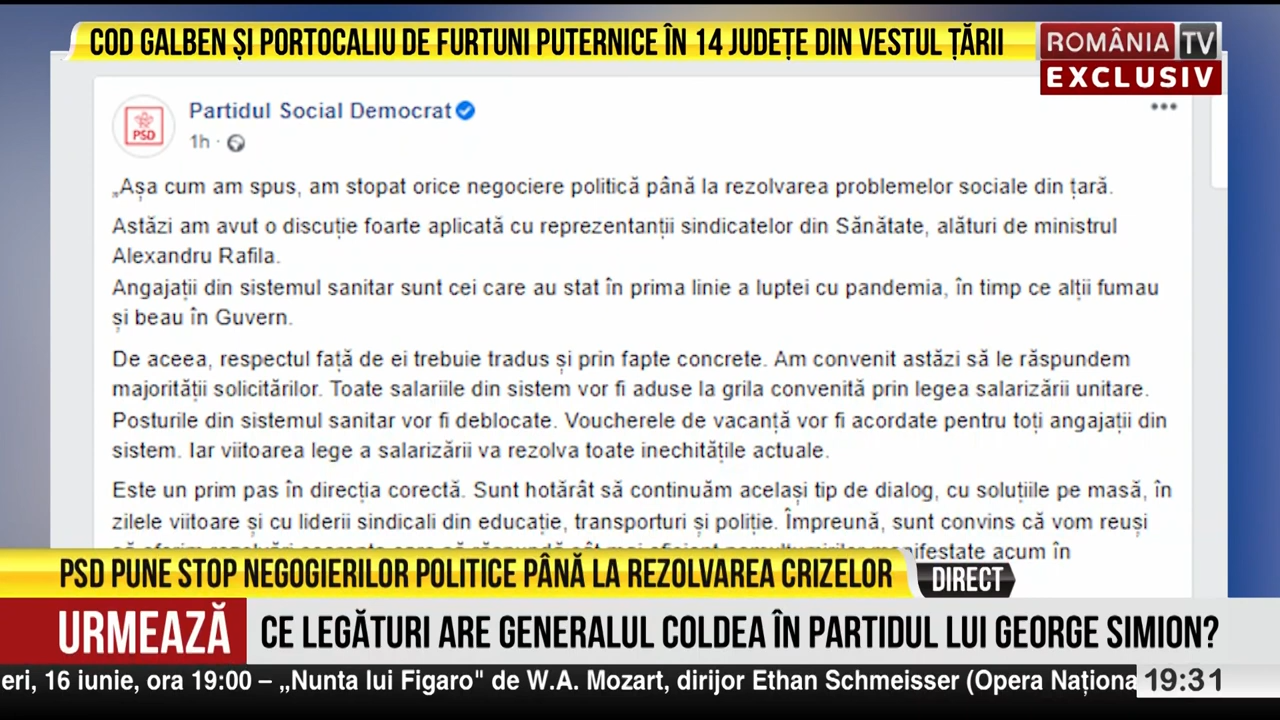 COD GALBEN ȘI PORTOCALIU DE FURTUNI PUTERNICE ÎN 14 JUDEȚE DIN VESTUL ȚĂRII
ROMÂNIA TV
EXCLUSIV
Partidul Social Democrat
PSD
1h ·
„Așa cum am spus, am stopat orice negociere politică până la rezolvarea problemelor sociale din țară.
Astăzi am avut o discuție foarte aplicată cu reprezentanții sindicatelor din Sănătate, alături de ministrul
Alexandru Rafila.
Angajații din sistemul sanitar sunt cei care au stat în prima linie a luptei cu pandemia, în timp ce alții fumau
și beau în Guvern.
De aceea, respectul față de ei trebuie tradus și prin fapte concrete. Am convenit astăzi să le răspundem
majorității solicitărilor. Toate salariile din sistem vor fi aduse la grila convenită prin legea salarizării unitare.
Posturile din sistemul sanitar vor fi deblocate. Voucherele de vacanță vor fi acordate pentru toți angajații din
sistem. Iar viitoarea lege a salarizării va rezolva toate inechitățile actuale.
Este un prim pas în direcția corectă. Sunt hotărât să continuăm același tip de dialog, cu soluțiile pe masă, în
zilele viitoare și cu liderii sindicali din educație, transporturi și poliție. Împreună, sunt convins că vom reuși
acum în
PSD PUNE STOP NEGOGIERILOR POLITICE PÂNĂ LA REZOLVAREA CRIZELOR
DIRECT
URMEAZĂ
CE LEGĂTURI ARE GENERALUL COLDEA ÎN PARTIDUL LUI GEORGE SIMION?
eri, 16 iunie, ora 19:00 – „Nunta lui Figaro" de W.A. Mozart, dirijor Ethan Schmeisser (Opera Naționa
19:31